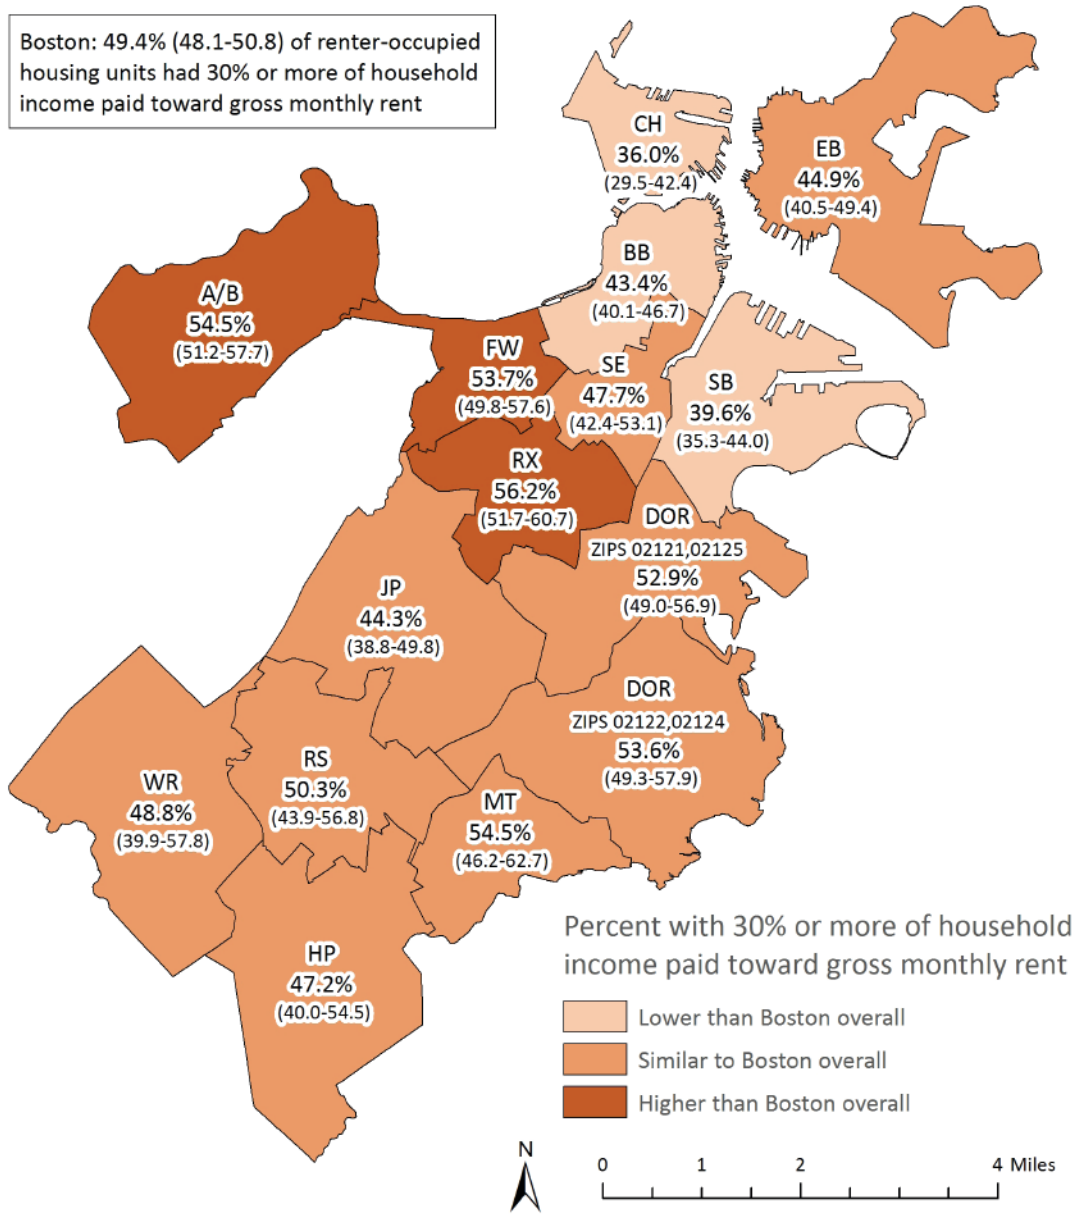 Boston: 49.4% (48.1-50.8) of renter-occupied
housing units had 30% or more of household
income paid toward gross monthly rent
CH
36.0%
(29.5-42.4)
EB
44.9%
(40.5-49.4)
BB
43.4%
(40.1-46.7)
A/B
54.5%
(51.2-57.7)
FW
53.7%
(49.8-57.6)
SE
47.7%
(42.4-53.1)
SB
39.6%
(35.3-44.0)
RX
56.2%
(51.7-60.7)
DOR
ZIPS 02121,02125
52.9%
(49.0-56.9)
JP
44.3%
(38.8-49.8)
DOR
ZIPS 02122,02124
53.6%
(49.3-57.9)
RS
50.3%
(43.9-56.8)
WR
48.8%
(39.9-57.8)
MT
54.5%
(46.2-62.7)
HP
47.2%
(40.0-54.5)
Percent with 30% or more of household
income paid toward gross monthly rent
Lower than Boston overall
Similar to Boston overall
Higher than Boston overall
N
0 1 2 4 Miles